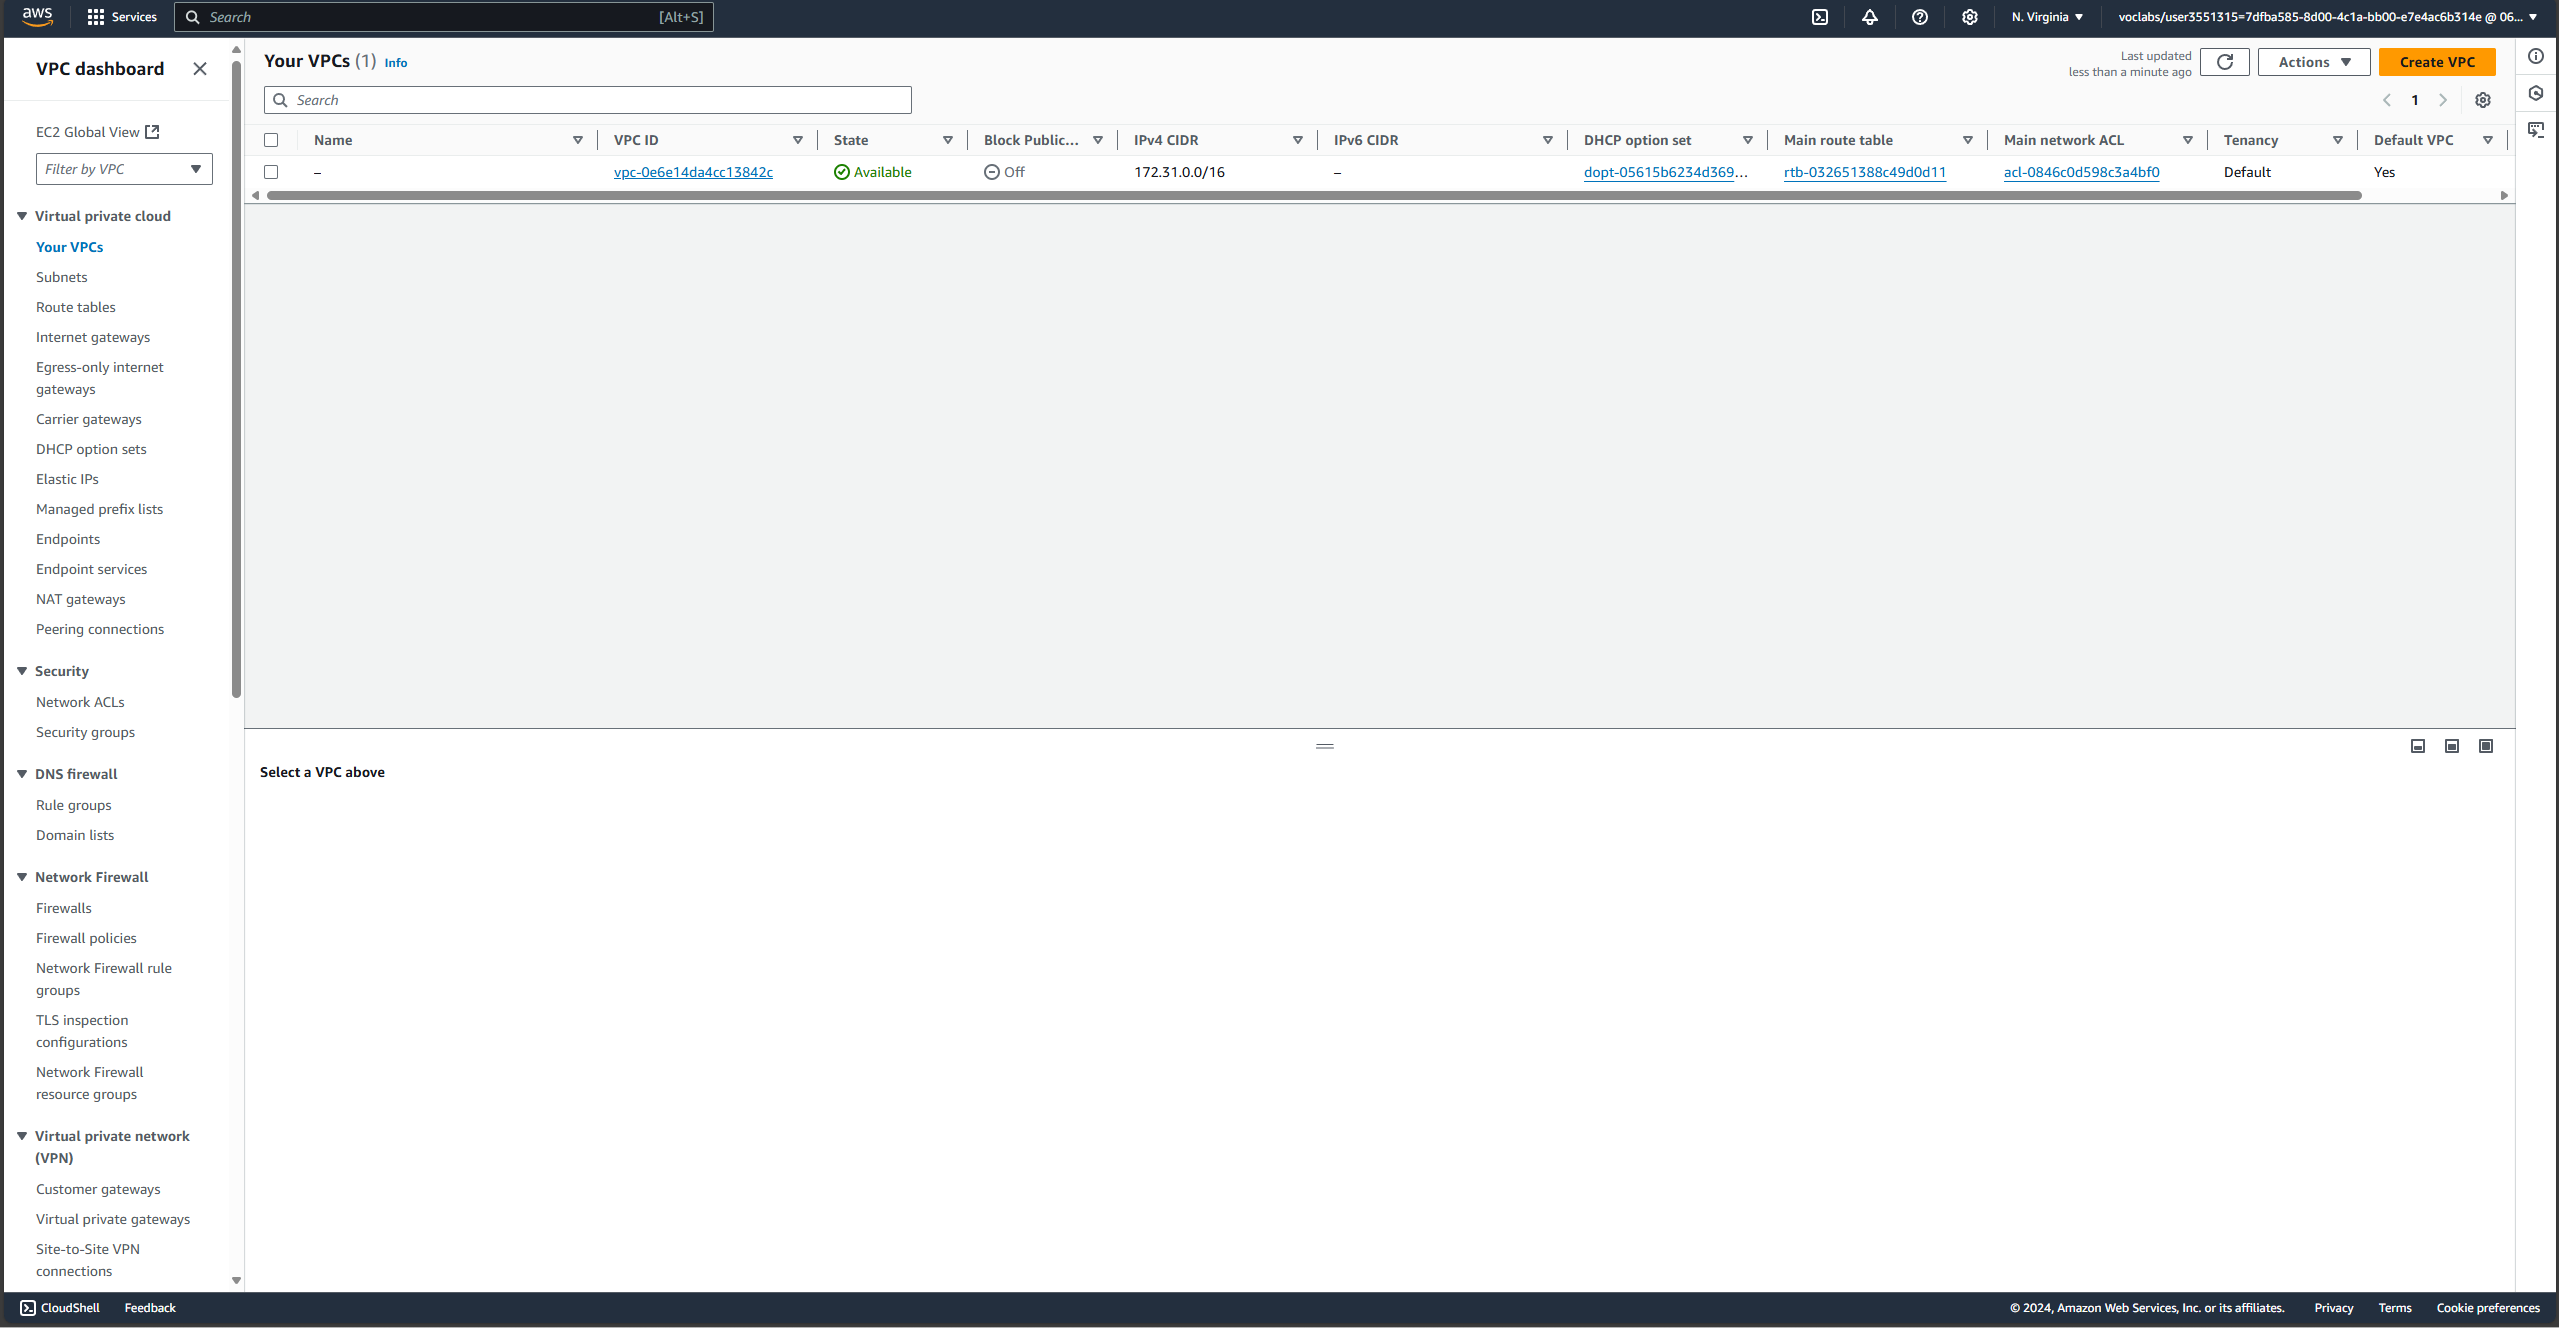 aws
Services
Search
[Alt+S]
N. Virginia
voclabs/user3551315=7dfba585-8d00-4c1a-bb00-e7e4ac6b314e @ 06...
VPC dashboard
EC2 Global View
Filter by VPC
Virtual private cloud
Your VPCs
Subnets
Route tables
Internet gateways
Egress-only internet
gateways
Carrier gateways
DHCP option sets
Elastic IPs
Managed prefix lists
Endpoints
Endpoint services
NAT gateways
Peering connections
Security
Network ACLs
Security groups
DNS firewall
Rule groups
Domain lists
Network Firewall
Firewalls
Firewall policies
Network Firewall rule
groups
TLS inspection
configurations
Network Firewall
resource groups
Virtual private network
(VPN)
Customer gateways
Virtual private gateways
Site-to-Site VPN
connections
Your VPCs (1) Info
Last updated
less than a minute ago
Actions
Create VPC
Search
1
Name VPC ID State Block Public... IPv4 CIDR IPv6 CIDR DHCP option set Main route table Main network ACL Tenancy Default VPC
– vpc-0e6e14da4cc13842c Available Off 172.31.0.0/16 – dopt-05615b6234d369... rtb-032651388c49d0d11 acl-0846c0d598c3a4bf0 Default Yes
Select a VPC above
CloudShell Feedback © 2024, Amazon Web Services, Inc. or its affiliates. Privacy Terms Cookie preferences